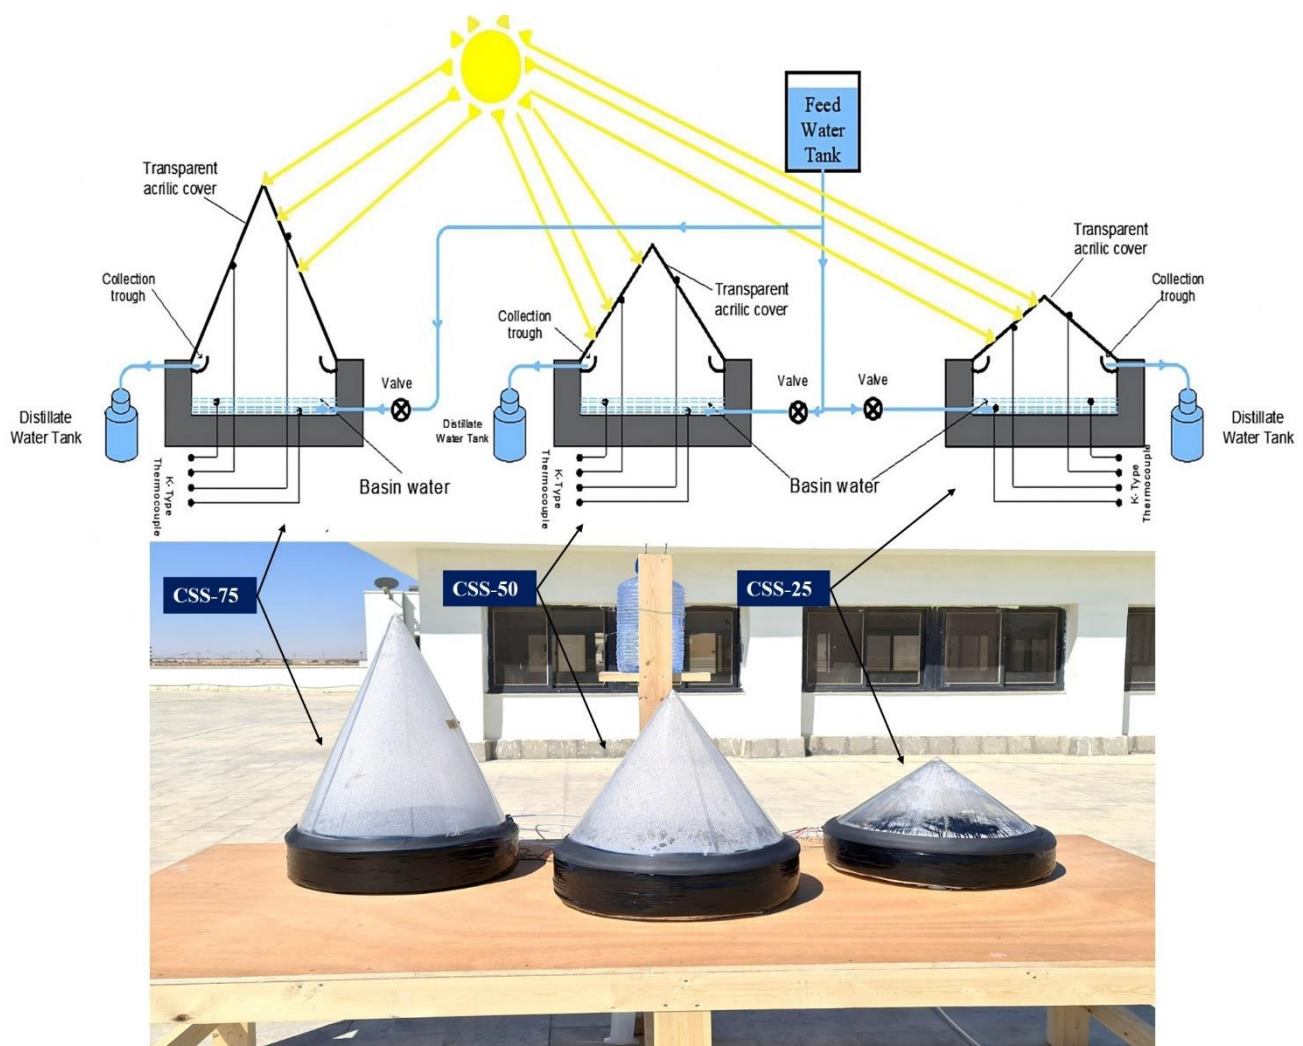 Feed
Water
Tank
Transparent
acrilic cover
Collection
trough
Valve
Distillate
Water Tank
K- Type
Thermocouple
Basin water
Transparent
acrilic cover
Collection
trough
Valve
Valve
Distillate
Water Tank
K- Type
Thermocouple
Basin water
Transparent
acrilic cover
Collection
trough
Distillate
Water Tank
K- Type
Thermocouple
CSS-75
CSS-50
CSS-25